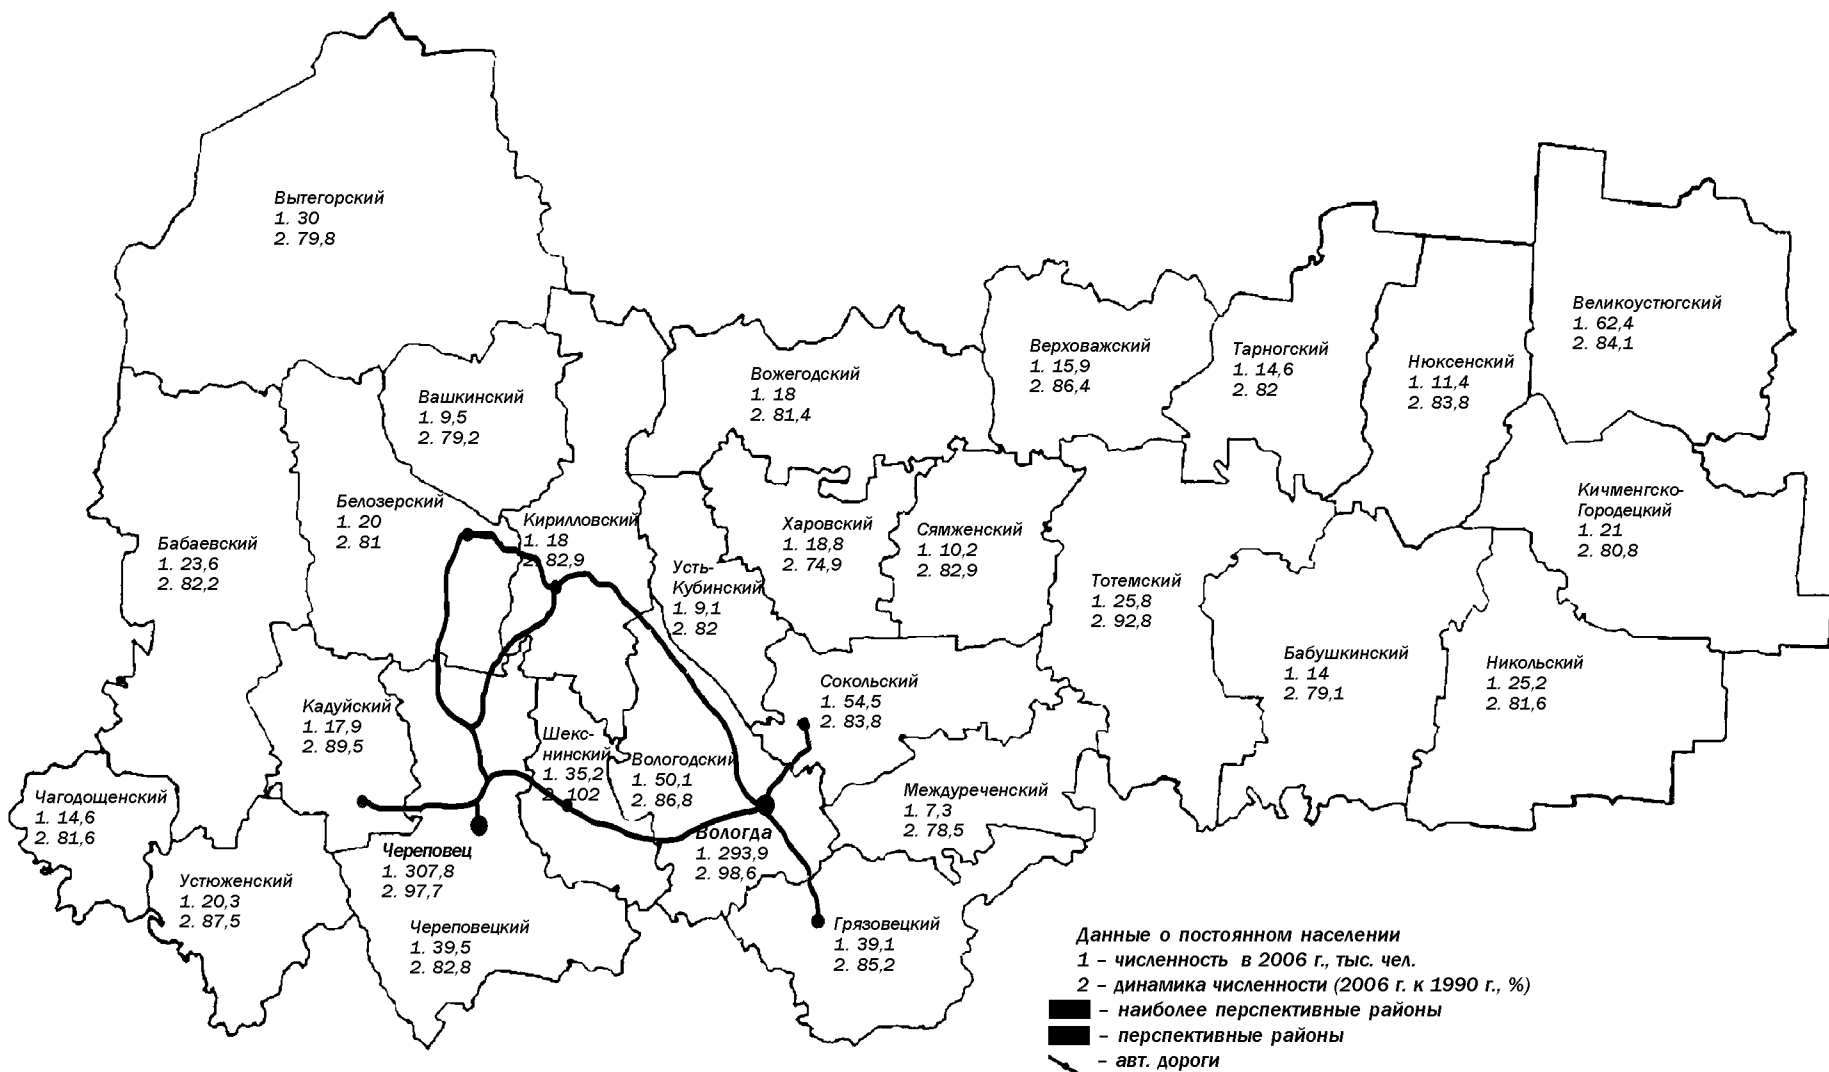 Вытегорский
1. 30
2. 79,8
Великоустюгский
1. 62,4
2. 84,1
Верховажский
1. 15,9
2. 86,4
Тарногский
1. 14,6
2. 82
Нюксенский
1. 11,4
2. 83,8
Вожегодский
1. 18
2. 81,4
Вашкинский
1. 9,5
2. 79,2
Белозерский
1. 20
2. 81
Кирилловский
1. 18
2. 82,9
Харовский
1. 18,8
2. 74,9
Сямженский
1. 10,2
2. 82,9
Кичменгско-
Городецкий
1. 21
2. 80,8
Бабаевский
1. 23,6
2. 82,2
Усть-
Кубинский
1. 9,1
2. 82
Тотемский
1. 25,8
2. 92,8
Бабушкинский
1. 14
2. 79,1
Никольский
1. 25,2
2. 81,6
Кадуйский
1. 17,9
2. 89,5
Сокольский
1. 54,5
2. 83,8
Шекс-
нинский
1. 35,2
2. 102
Вологодский
1. 50,1
2. 86,8
Междуреченский
1. 7,3
2. 78,5
Чагодощенский
1. 14,6
2. 81,6
Вологда
1. 293,9
2. 98,6
Череповец
1. 307,8
2. 97,7
Устюженский
1. 20,3
2. 87,5
Череповецкий
1. 39,5
2. 82,8
Грязовецкий
1. 39,1
2. 85,2
Данные о постоянном населении
1 – численность в 2006 г., тыс. чел.
2 – динамика численности (2006 г. к 1990 г., %)
– наиболее перспективные районы
– перспективные районы
– авт. дороги